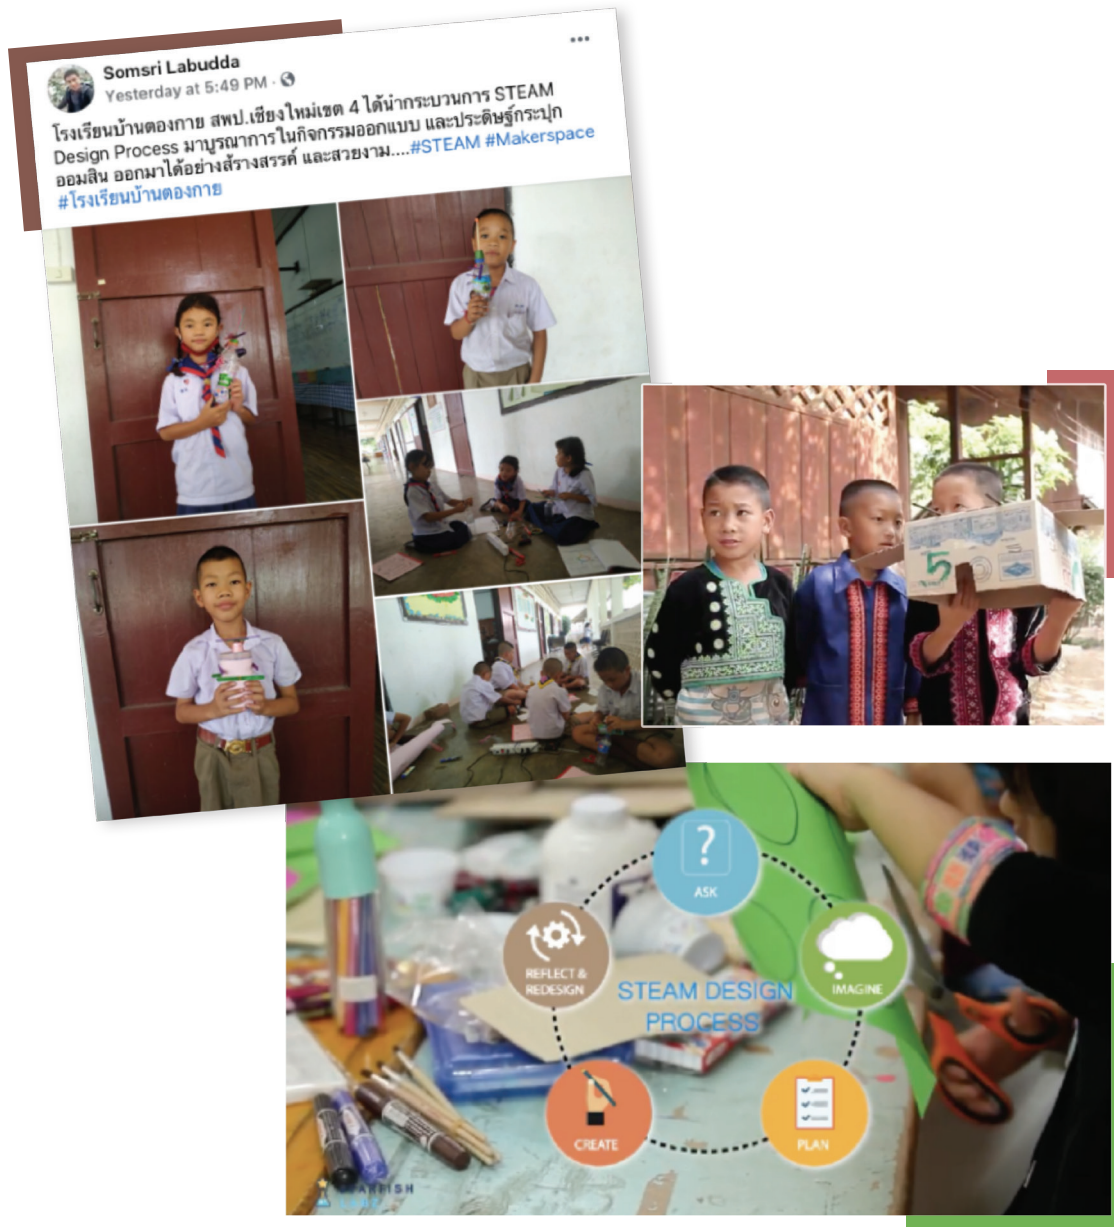 Somsri Labudda
Yesterday at 5:49 PM ·
โรงเรียนบ้านตองกาย สพป.เชียงใหม่เขต 4 ได้นำกระบวนการ STEAM
Design Process มาบูรณาการในกิจกรรมออกแบบ และประดิษฐ์กระปุก
ออมสิน ออกมาได้อย่างส้รางสรรค์ และสวยงาม....#STEAM #Makerspace
#โรงเรียนบ้านตองกาย
5
?
ASK
REFLECT &
REDESIGN
IMAGINE
STEAM DESIGN
PROCESS
CREATE
PLAN
STARFISH